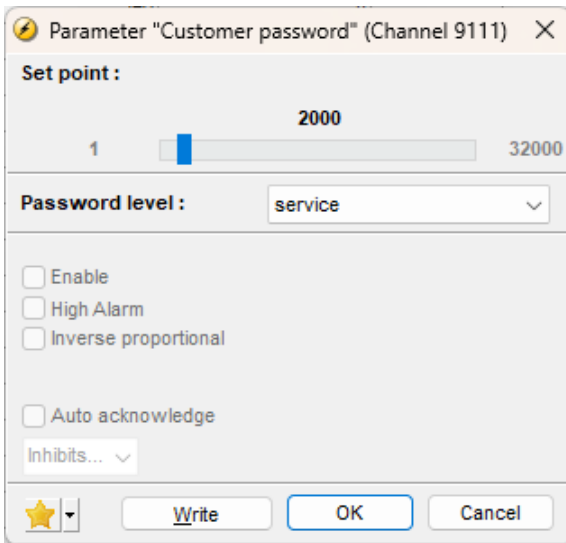 Parameter "Customer password" (Channel 9111)
Set point :
2000
1 32000
Password level : service
Enable
High Alarm
Inverse proportional
Auto acknowledge
Inhibits...
Write OK Cancel